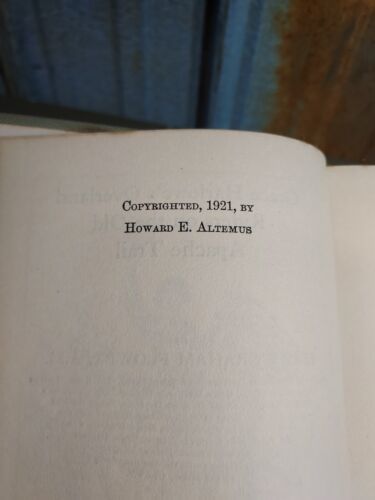 Copyrighted, 1921, by
Howard E. Altemus